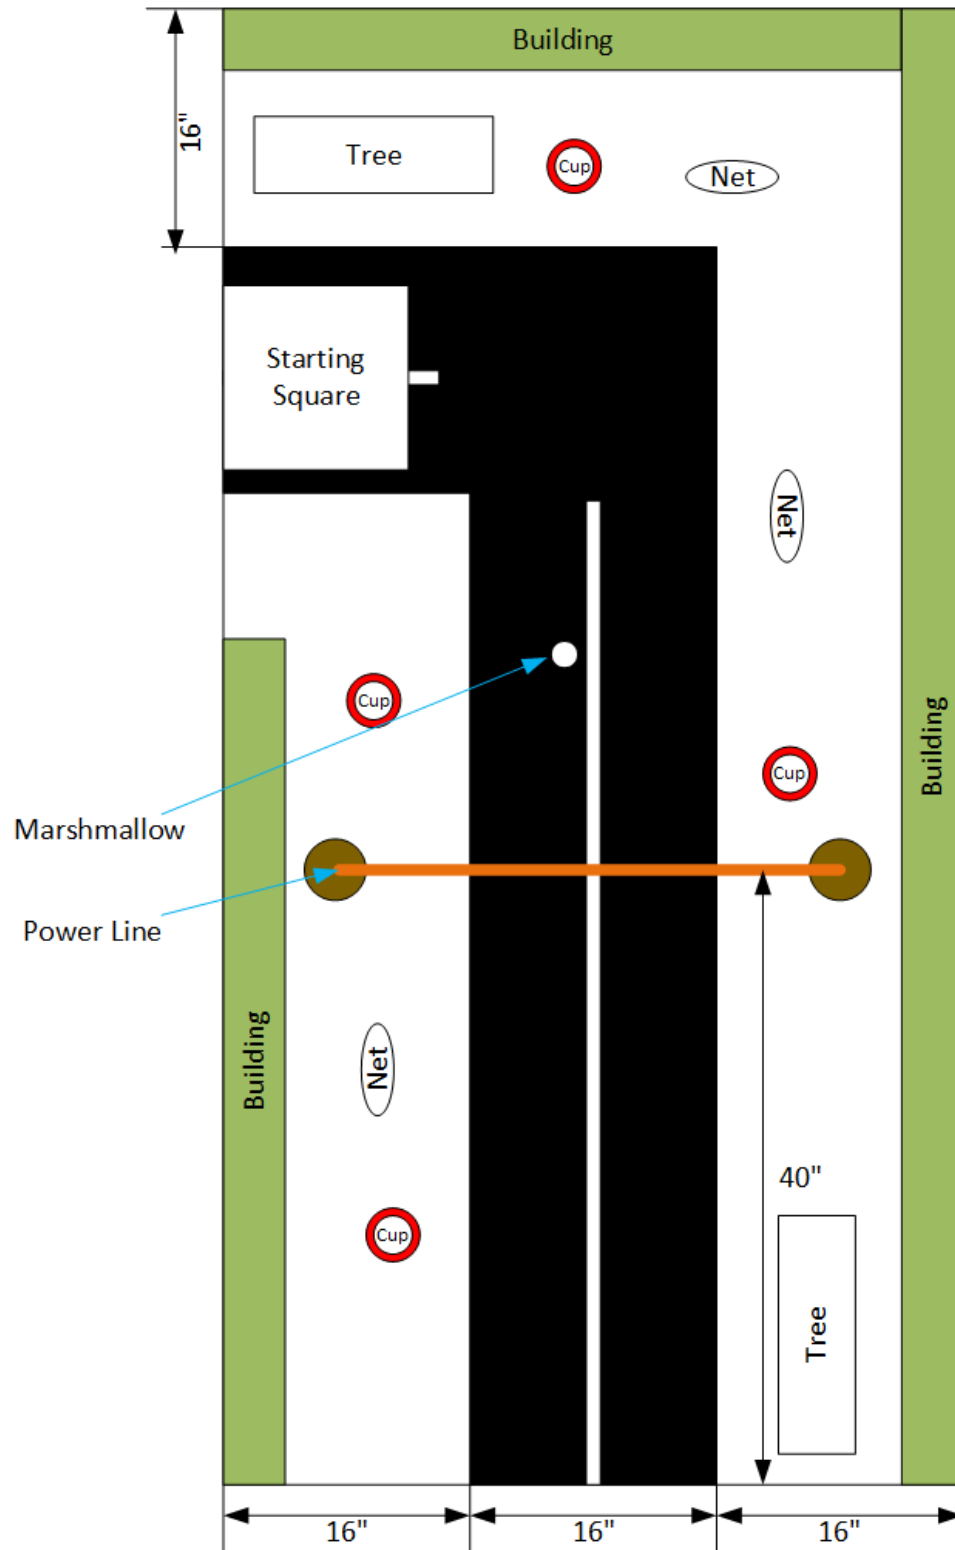 Building
16"
Tree
Cup
Net
Starting
Square
Net
Cup
Building
Cup
Marshmallow
Power Line
Building
Net
40"
Cup
Tree
16"
16"
16"